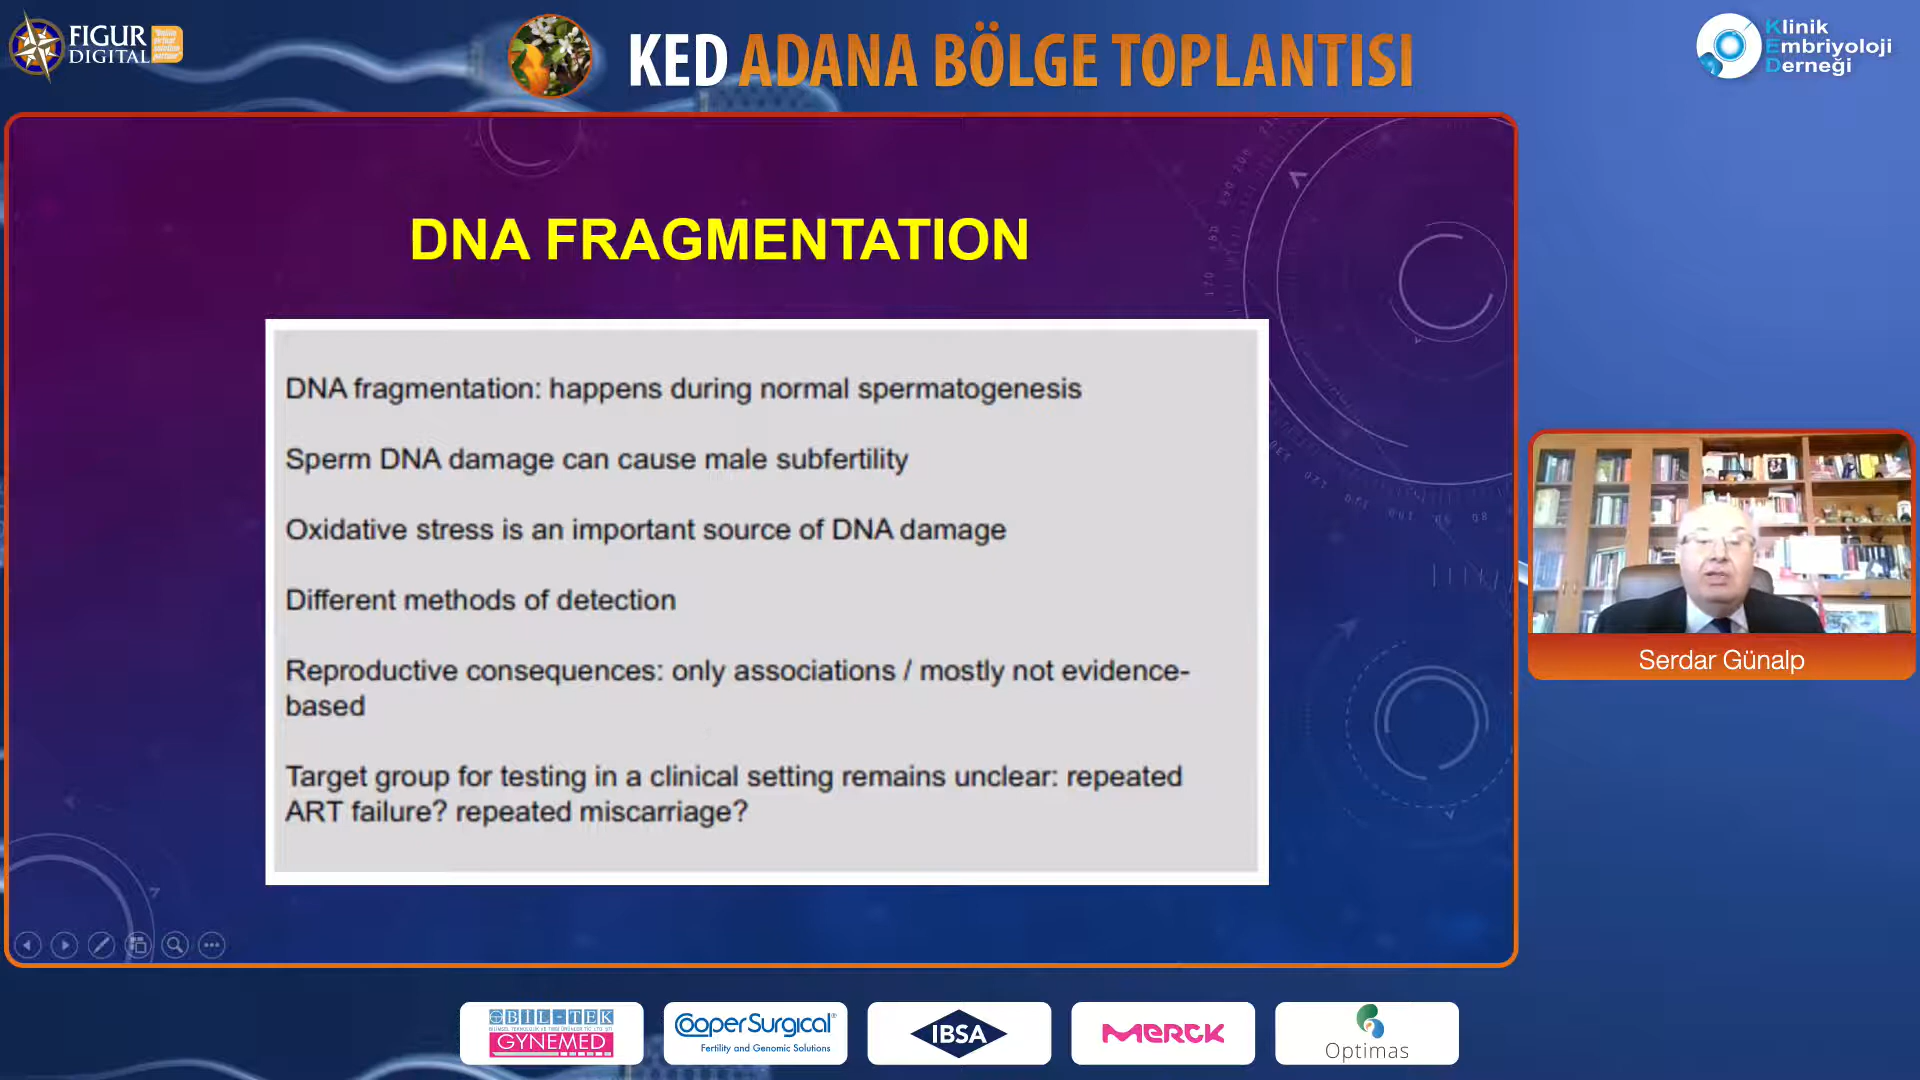 FIGUR
DIGITAL
KED ADANA BÖLGE TOPLANTISI
Klinik
Embriyoloji
Derneği
DNA FRAGMENTATION
DNA fragmentation: happens during normal spermatogenesis
Sperm DNA damage can cause male subfertility
Oxidative stress is an important source of DNA damage
Different methods of detection
Reproductive consequences: only associations / mostly not evidence-
based
Target group for testing in a clinical setting remains unclear: repeated
ART failure? repeated miscarriage?
Serdar Günalp
BİL-TEK
GYNEMED
CooperSurgical
Fertility and Genomic Solutions
IBSA
MERCK
Optimas